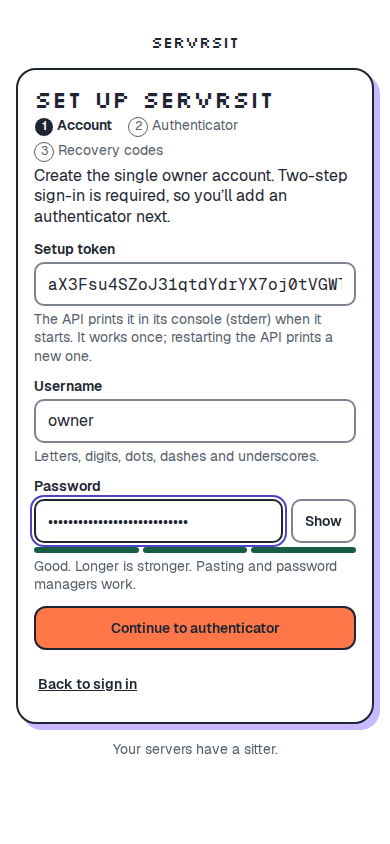 SERVRSIT
SET UP SERVRSIT
1 Account 2 Authenticator
3 Recovery codes
Create the single owner account. Two-step
sign-in is required, so you'll add an
authenticator next.
Setup token
aX3Fsu4SZoJ31qtdYdrYX7oj0tVGWT
The API prints it in its console (stderr) when it
starts. It works once; restarting the API prints a
new one.
Username
owner
Letters, digits, dots, dashes and underscores.
Password
••••••••••••••••••••••••••••
Show
Good. Longer is stronger. Pasting and password
managers work.
Continue to authenticator
Back to sign in
Your servers have a sitter.